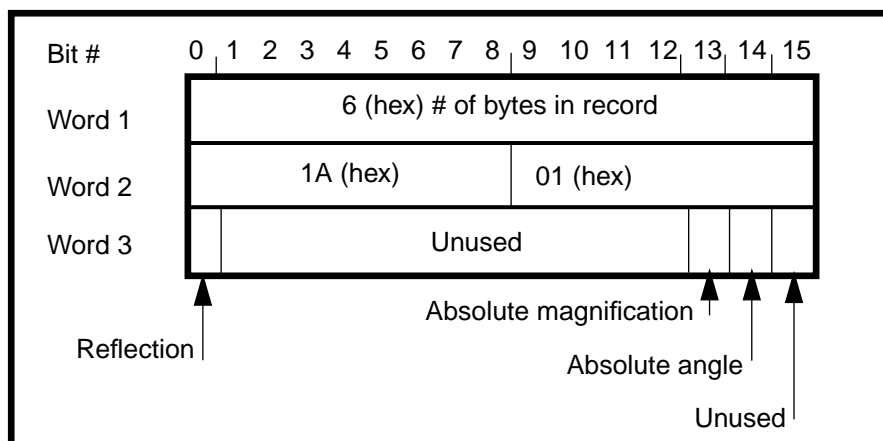 Bit # 0 1 2 3 4 5 6 7 8 9 10 11 12 13 14 15
Word 1 6 (hex) # of bytes in record
Word 2 1A (hex) 01 (hex)
Word 3 Unused
Absolute magnification
Reflection
Absolute angle
Unused